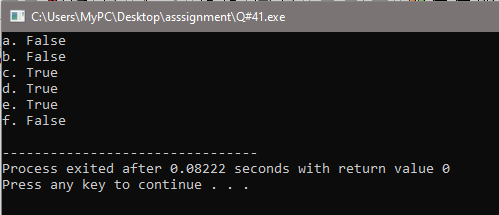 C:\Users\MyPC\Desktop\asssignment\Q#41.exe
a. False
b. False
c. True
d. True
e. True
f. False
--------------------------------
Process exited after 0.08222 seconds with return value 0
Press any key to continue . . .